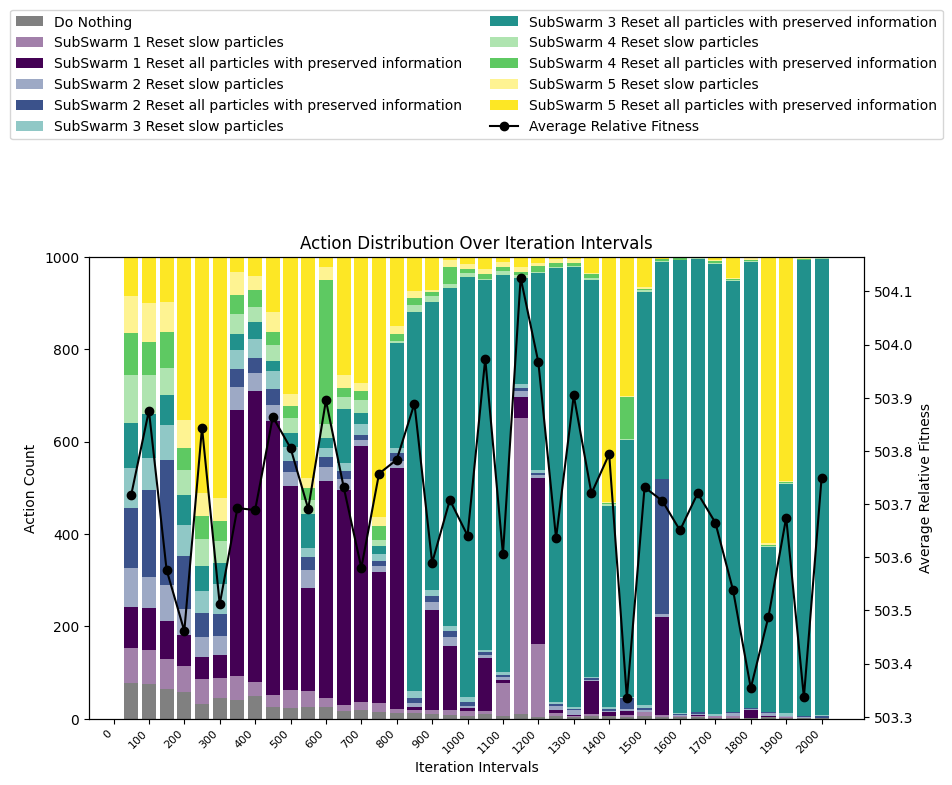 Do Nothing
SubSwarm 1 Reset slow particles
SubSwarm 1 Reset all particles with preserved information
SubSwarm 2 Reset slow particles
SubSwarm 2 Reset all particles with preserved information
SubSwarm 3 Reset slow particles
SubSwarm 3 Reset all particles with preserved information
SubSwarm 4 Reset slow particles
SubSwarm 4 Reset all particles with preserved information
SubSwarm 5 Reset slow particles
SubSwarm 5 Reset all particles with preserved information
Average Relative Fitness
Action Distribution Over Iteration Intervals
Action Count
1000
800
600
400
200
0
504.1
504.0
503.9
503.8
503.7
503.6
503.5
503.4
503.3
Average Relative Fitness
0 100 200 300 400 500 600 700 800 900 1000 1100 1200 1300 1400 1500 1600 1700 1800 1900 2000
Iteration Intervals